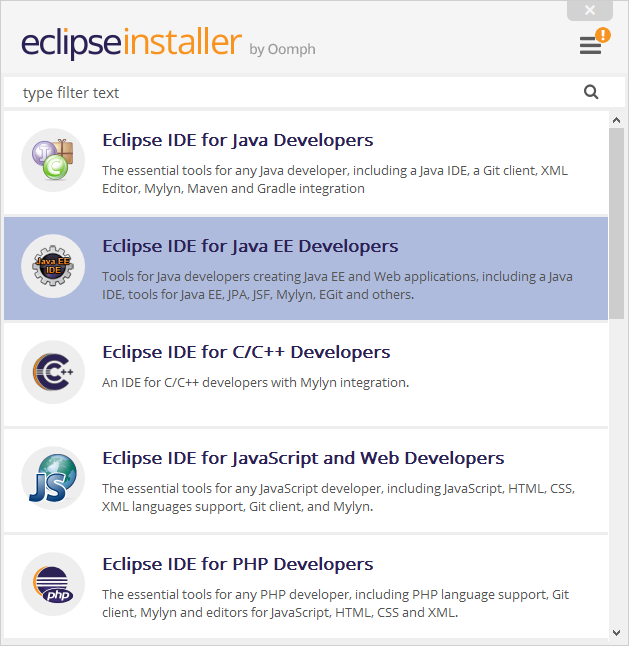 eclipseinstaller by Oomph
!
type filter text
Eclipse IDE for Java Developers
The essential tools for any Java developer, including a Java IDE, a Git client, XML
Editor, Mylyn, Maven and Gradle integration
Java EE
IDE
Eclipse IDE for Java EE Developers
Tools for Java developers creating Java EE and Web applications, including a Java
IDE, tools for Java EE, JPA, JSF, Mylyn, EGit and others.
C++
Eclipse IDE for C/C++ Developers
An IDE for C/C++ developers with Mylyn integration.
JS
Eclipse IDE for JavaScript and Web Developers
The essential tools for any JavaScript developer, including JavaScript, HTML, CSS,
XML languages support, Git client, and Mylyn.
php
Eclipse IDE for PHP Developers
The essential tools for any PHP developer, including PHP language support, Git
client, Mylyn and editors for JavaScript, HTML, CSS and XML.